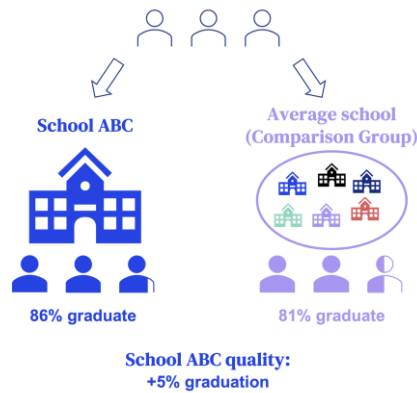 School ABC
Average school
(Comparison Group)
86% graduate
81% graduate
School ABC quality:
+5% graduation